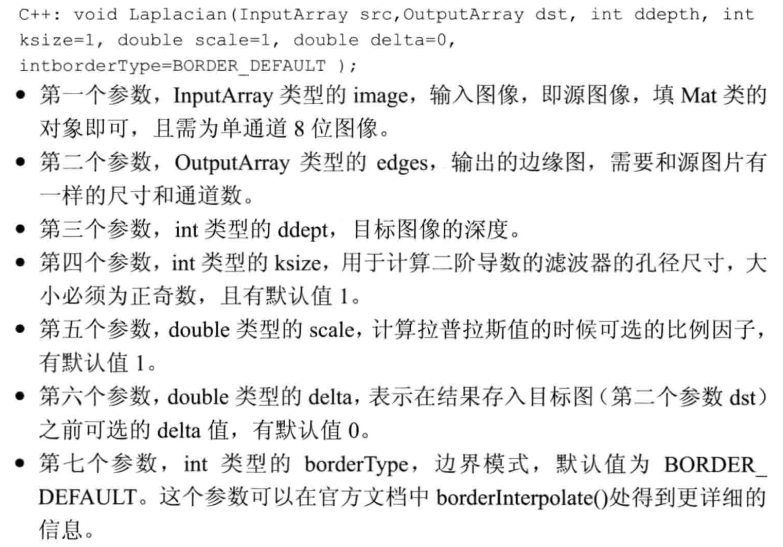 C++: void Laplacian(InputArray src,OutputArray dst, int ddepth, int
ksize=1, double scale=1, double delta=0,
intborderType=BORDER_DEFAULT );
● 第一个参数，InputArray 类型的 image，输入图像，即源图像，填 Mat 类的
对象即可，且需为单通道 8 位图像。
● 第二个参数，OutputArray 类型的 edges，输出的边缘图，需要和源图片有
一样的尺寸和通道数。
● 第三个参数，int 类型的 ddept，目标图像的深度。
● 第四个参数，int 类型的 ksize，用于计算二阶导数的滤波器的孔径尺寸，大
小必须为正奇数，且有默认值 1。
● 第五个参数，double 类型的 scale，计算拉普拉斯值的时候可选的比例因子，
有默认值 1。
● 第六个参数，double 类型的 delta，表示在结果存入目标图（第二个参数 dst）
之前可选的 delta 值，有默认值 0。
● 第七个参数，int 类型的 borderType，边界模式，默认值为 BORDER_
DEFAULT。这个参数可以在官方文档中 borderInterpolate()处得到更详细的
信息。